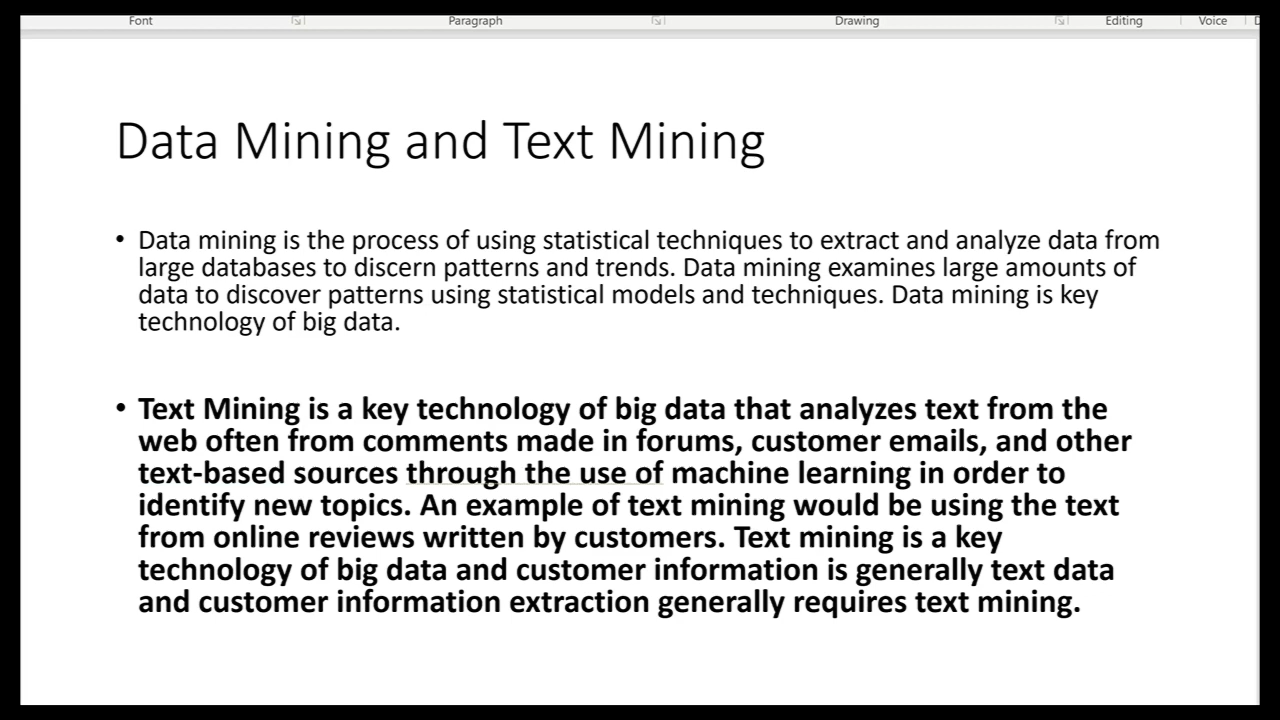 Font Paragraph Drawing Editing Voice
Data Mining and Text Mining
• Data mining is the process of using statistical techniques to extract and analyze data from
large databases to discern patterns and trends. Data mining examines large amounts of
data to discover patterns using statistical models and techniques. Data mining is key
technology of big data.
• Text Mining is a key technology of big data that analyzes text from the
web often from comments made in forums, customer emails, and other
text-based sources through the use of machine learning in order to
identify new topics. An example of text mining would be using the text
from online reviews written by customers. Text mining is a key
technology of big data and customer information is generally text data
and customer information extraction generally requires text mining.